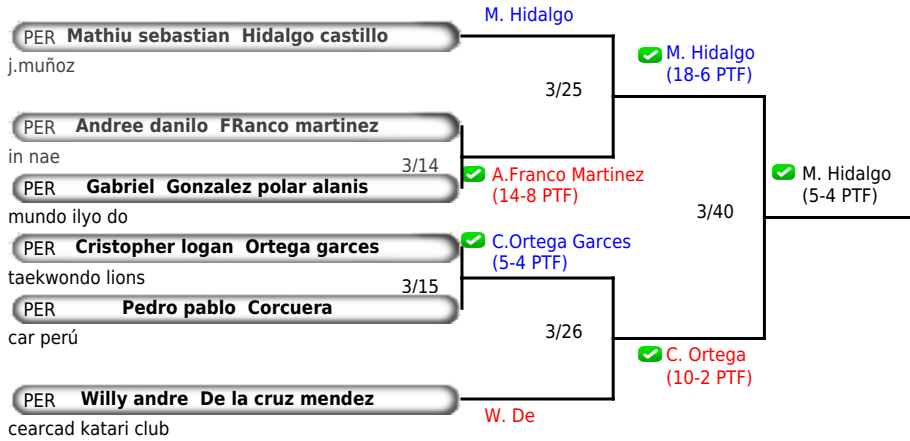 M. Hidalgo
PER Mathiu sebastian Hidalgo castillo
j.muñoz
M. Hidalgo
(18-6 PTF)
3/25
PER Andree danilo FRanco martinez
in nae
3/14
A.Franco Martinez
(14-8 PTF)
PER Gabriel Gonzalez polar alanis
mundo ilyo do
M. Hidalgo
(5-4 PTF)
3/40
PER Cristopher logan Ortega garces
taekwondo lions
C.Ortega Garces
(5-4 PTF)
3/15
PER Pedro pablo Corcuera
car perú
3/26
C. Ortega
(10-2 PTF)
PER Willy andre De la cruz mendez
cearcad katari club
W. De